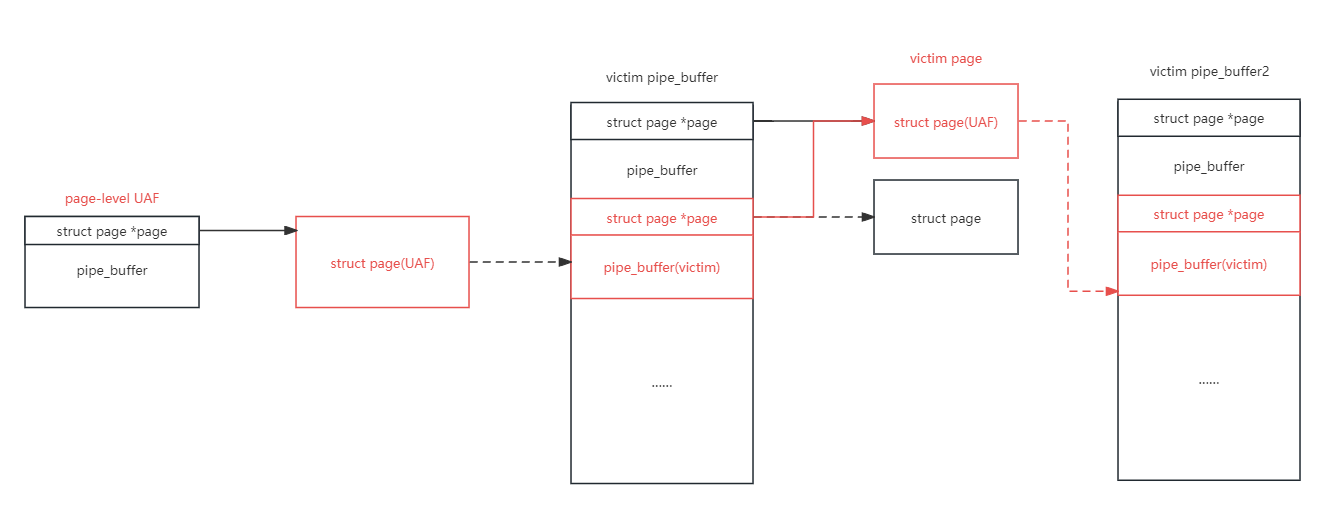 page-level UAF
struct page *page
pipe_buffer
struct page(UAF)
victim pipe_buffer
struct page *page
pipe_buffer
struct page *page
pipe_buffer(victim)
......
victim page
struct page(UAF)
struct page
victim pipe_buffer2
struct page *page
pipe_buffer
struct page *page
pipe_buffer(victim)
......